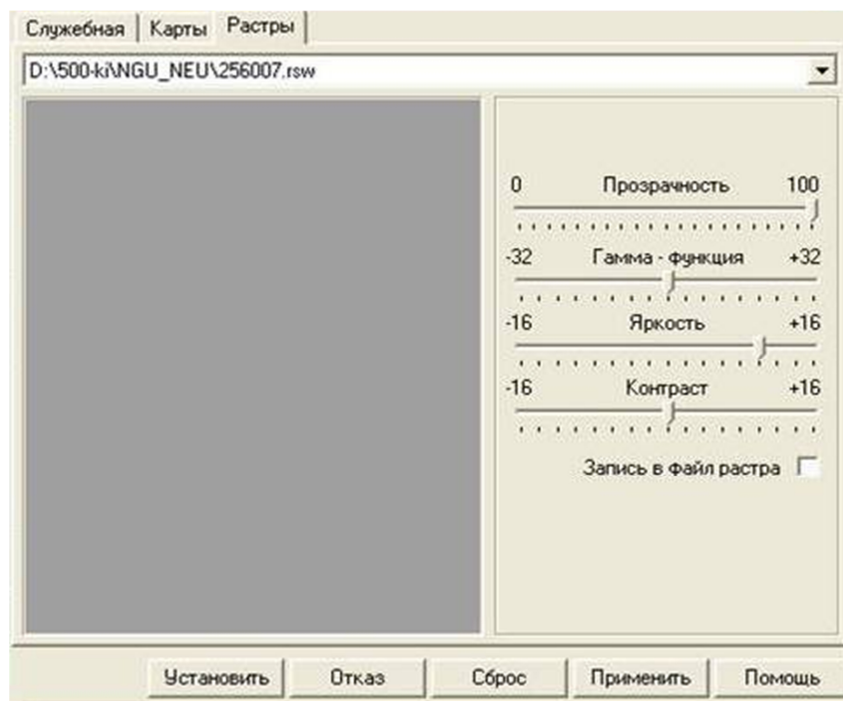 Служебная Карты Растры
D:\500-ki\NGU_NEU\256007.rsw
0 Прозрачность 100
-32 Гамма - функция +32
-16 Яркость +16
-16 Контраст +16
Запись в файл растра
Установить Отказ Сброс Применить Помощь